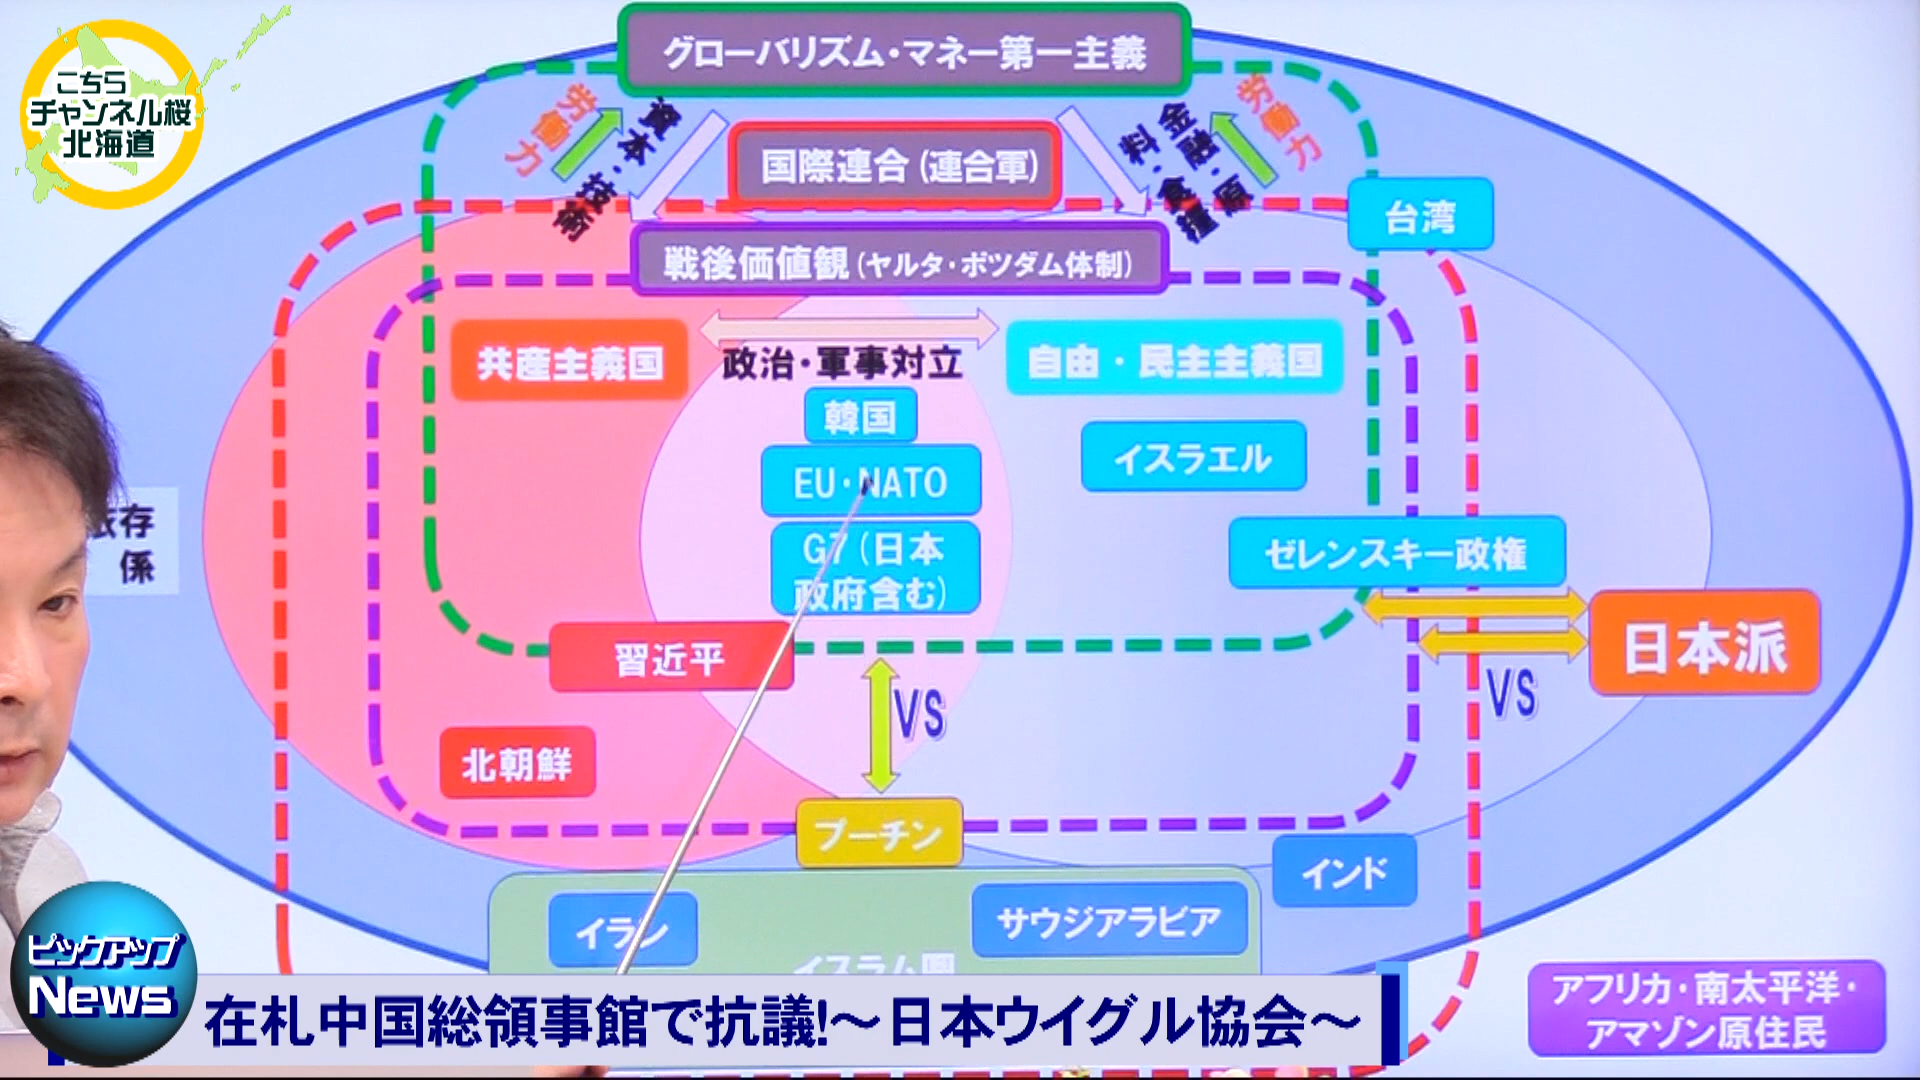 こちら
チャンネル桜
北海道
グローバリズム・マネー第一主義
労働力
資本・技術
金融・原
料・食糧
労働力
国際連合(連合軍)
台湾
戦後価値観(ヤルタ・ポツダム体制)
共産主義国
政治・軍事対立
自由・民主主義国
韓国
イスラエル
EU・NATO
依存
係
G7(日本
政府含む)
ゼレンスキー政権
日本派
習近平
VS
VS
北朝鮮
プーチン
インド
イラン
サウジアラビア
イスラム圏
アフリカ・南太平洋・
アマゾン原住民
ピックアップ
News
在札中国総領事館で抗議!～日本ウイグル協会～